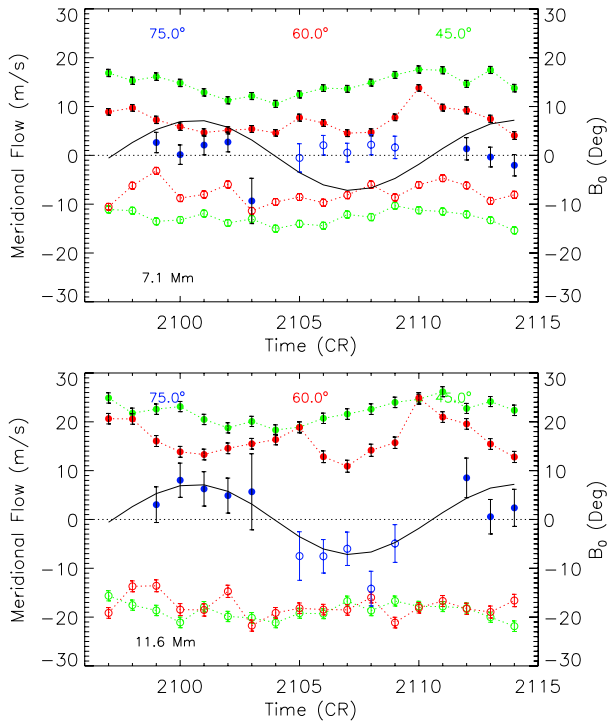 75.0° 60.0° 45.0°
30 30
20 20
10 10
0 0
−10 −10
−20 −20
−30 −30
Meridional Flow (m/s)
B₀ (Deg)
7.1 Mm
2100 2105 2110 2115
Time (CR)
75.0° 60.0° 45.0°
30 30
20 20
10 10
0 0
−10 −10
−20 −20
−30 −30
Meridional Flow (m/s)
B₀ (Deg)
11.6 Mm
2100 2105 2110 2115
Time (CR)